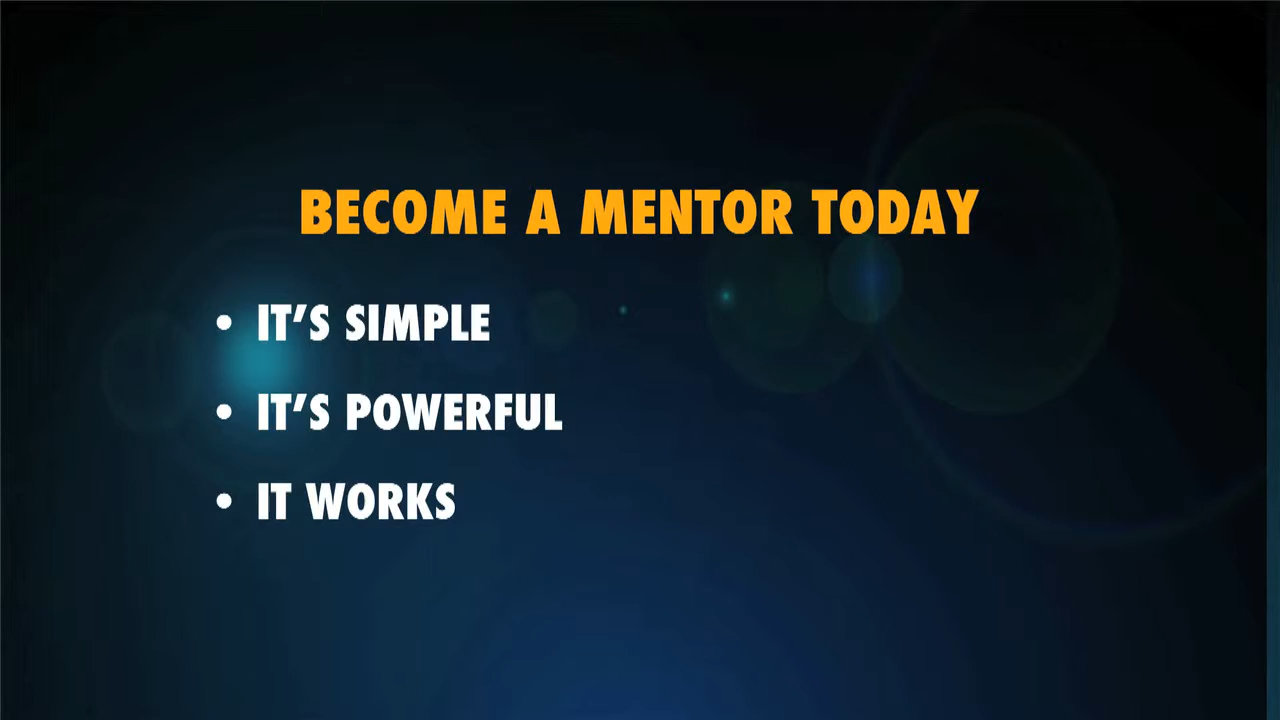 BECOME A MENTOR TODAY
• IT’S SIMPLE
• IT’S POWERFUL
• IT WORKS